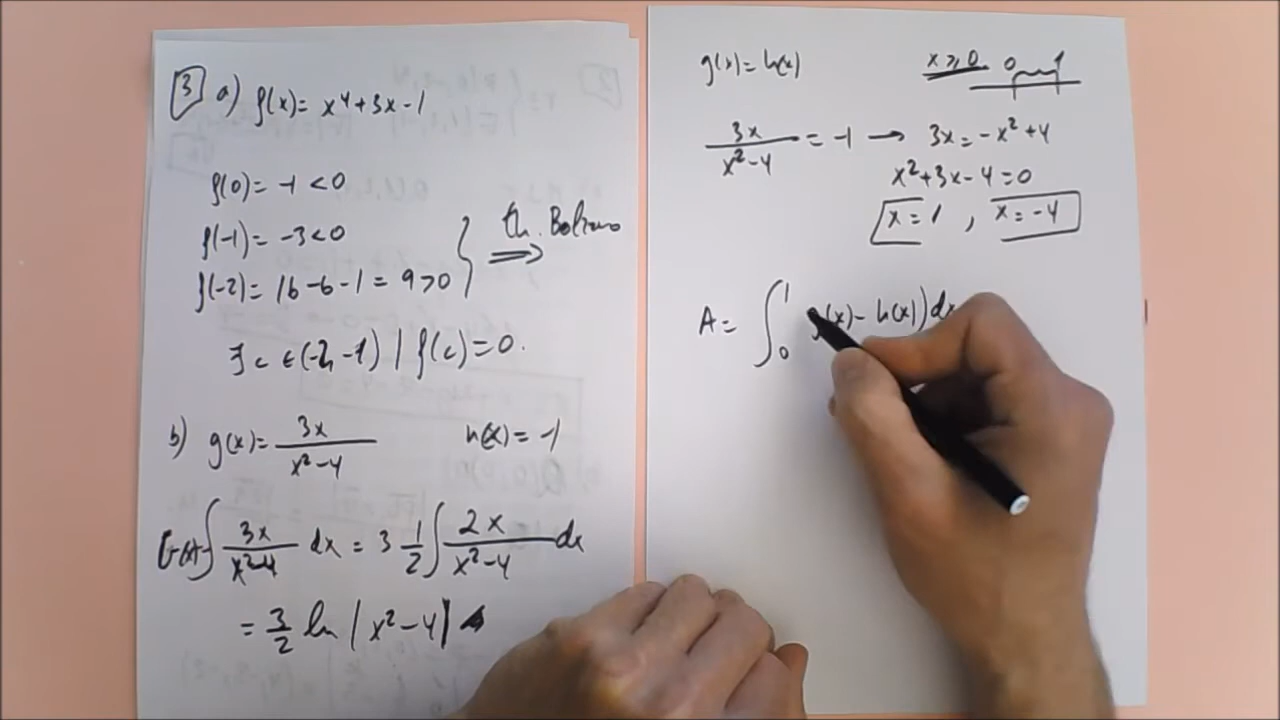 3 a) f(x) = x⁴ + 3x - 1
f(0) = -1 < 0
f(-1) = -3 < 0
f(-2) = 16 - 6 - 1 = 9 > 0
th. Bolzano
⟹
∃ c ∈ (-2, -1) | f(c) = 0.
b) g(x) = 3x / (x² - 4)    h(x) = -1
∫ 3x / (x² - 4) dx = 3 1/2 ∫ 2x / (x² - 4) dx
= 3/2 ln |x² - 4|
g(x) = h(x)    x ≥ 0    0 1
3x / (x² - 4) = -1 → 3x = -x² + 4
x² + 3x - 4 = 0
x = 1 , x = -4
A = ∫₀¹ g(x) - h(x)) dx